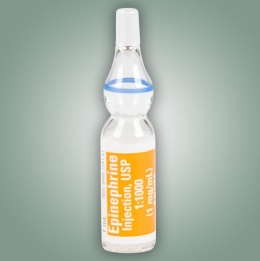 Epinephrine
Injection, USP
1:1000
(1 mg/mL)